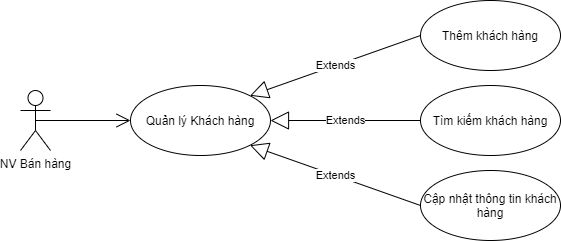 Thêm khách hàng
Extends
NV Bán hàng
Quản lý Khách hàng
Extends
Tìm kiếm khách hàng
Extends
Cập nhật thông tin khách
hàng